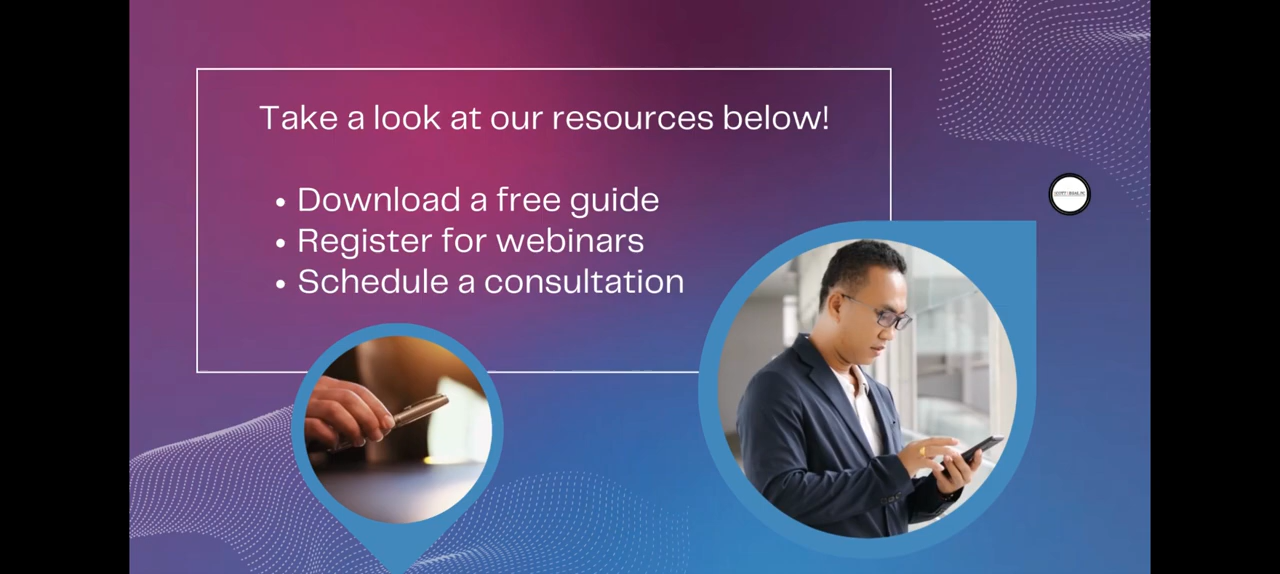 Take a look at our resources below!
• Download a free guide
• Register for webinars
• Schedule a consultation